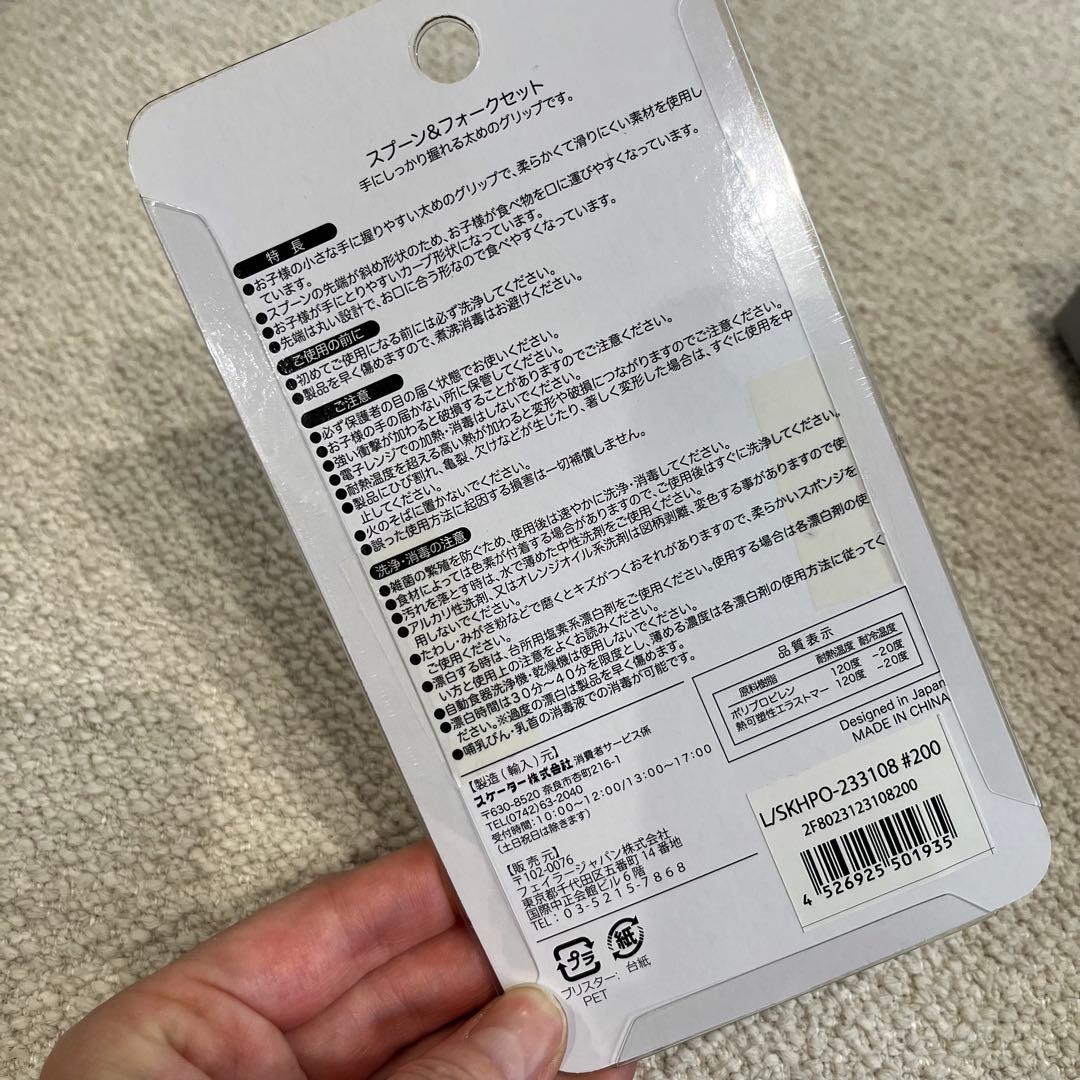 スプーン&フォークセット
手にしっかり握れる太めのグリップです。
特長
●お子様の小さな手に握りやすい太めのグリップで、柔らかくて滑りにくい素材を使用し
ています。
●スプーンの先端が斜め形状のため、お子様が食べ物を口に運びやすくなっています。
●お子様が手にとりやすいカーブ形状になっています。
●先端は丸い設計で、お口に合う形なので食べやすくなっています。
ご使用の前に
●初めてご使用になる前には必ず洗浄してください。
●製品を早く傷めますので、煮沸消毒はお避けください。
ご注意
●必ず保護者の目の届く状態でお使いください。
●お子様の手の届かない所に保管してください。
●強い衝撃が加わると破損することがありますのでご注意ください。
●電子レンジでの加熱・消毒はしないでください。
●耐熱温度を超える高い熱が加わると変形や破損につながりますのでご注意ください。
●製品にひび割れ、亀裂、欠けなどが生じたり、著しく変形した場合は、すぐに使用を中
止してください。
●火のそばに置かないでください。
●誤った使用方法に起因する損害は一切補償しません。
洗浄・消毒の注意
●雑菌の繁殖を防ぐため、使用後は速やかに洗浄・消毒してください。
●食材によっては色素が付着する場合がありますので、ご使用後はすぐに洗浄してください。
●汚れを落とす時は、水で薄めた中性洗剤をご使用ください。
●アルカリ性洗剤、又はオレンジオイル系洗剤は図柄剥離、変色する事がありますので使
用しないでください。
●たわし・みがき粉などで磨くとキズがつくおそれがありますので、柔らかいスポンジを
ご使用ください。
●漂白する時は、台所用塩素系漂白剤をご使用ください。使用する場合は各漂白剤の使
い方と使用上の注意をよくお読みください。
●自動食器洗浄機・乾燥機は使用しないでください。
●漂白時間は30分～40分を限度とし、薄める濃度は各漂白剤の使用方法に従ってく
ださい。※過度の漂白は製品を早く傷めます。
●哺乳びん・乳首の消毒液での消毒が可能です。
品質表示
原料樹脂 耐熱温度 耐冷温度
ポリプロピレン 120度 −20度
熱可塑性エラストマー 120度 −20度
Designed in Japan
MADE IN CHINA
【製造(輸入)元】
スケーター株式会社 消費者サービス係
〒630-8520 奈良市杏町216-1
TEL(0742)63-2040
受付時間:10:00〜12:00/13:00〜17:00
(土日祝日は除きます)
【販売元】
〒102-0076
フェイラージャパン株式会社
東京都千代田区五番町14番地
国際中正会館ビル6階
TEL：03-5215-7868
L/SKHPO-233108 #200
2F8023123108200
4 526925 501935
プラ
紙
ブリスター: 台紙
PET